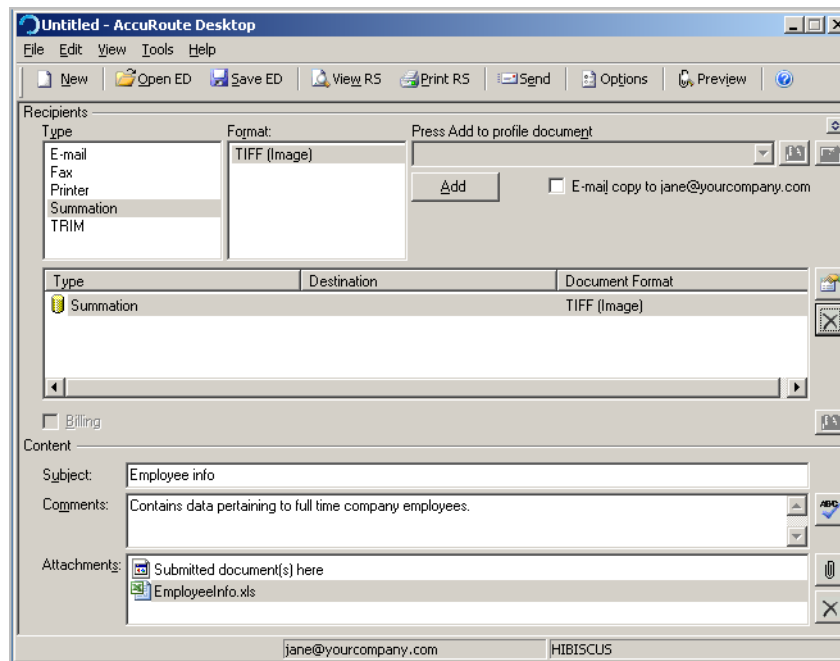 Untitled - AccuRoute Desktop
File Edit View Tools Help
New Open ED Save ED View RS Print RS Send Options Preview
Recipients
Type Format: Press Add to profile document
E-mail TIFF (Image)
Fax
Printer Add E-mail copy to jane@yourcompany.com
Summation
TRIM
Type Destination Document Format
Summation TIFF (Image)
Billing
Content
Subject: Employee info
Comments: Contains data pertaining to full time company employees.
ABC
Attachments: Submitted document(s) here
EmployeeInfo.xls
jane@yourcompany.com HIBISCUS